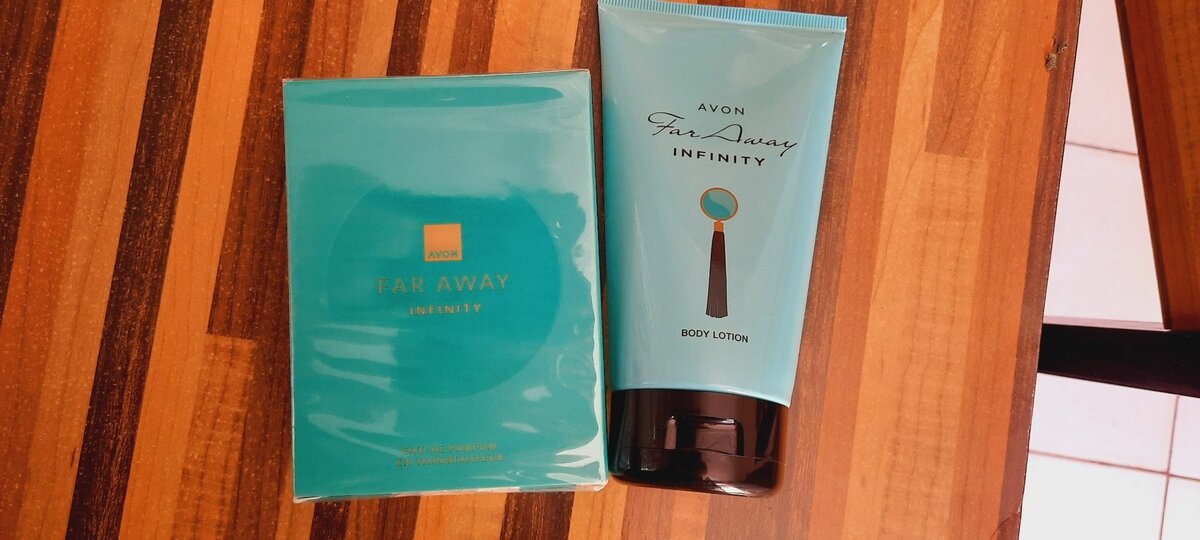 AVON
FAR AWAY
INFINITY
EAU DE PARFUM
EN VAPORISATEUR
AVON
Far Away
INFINITY
BODY LOTION